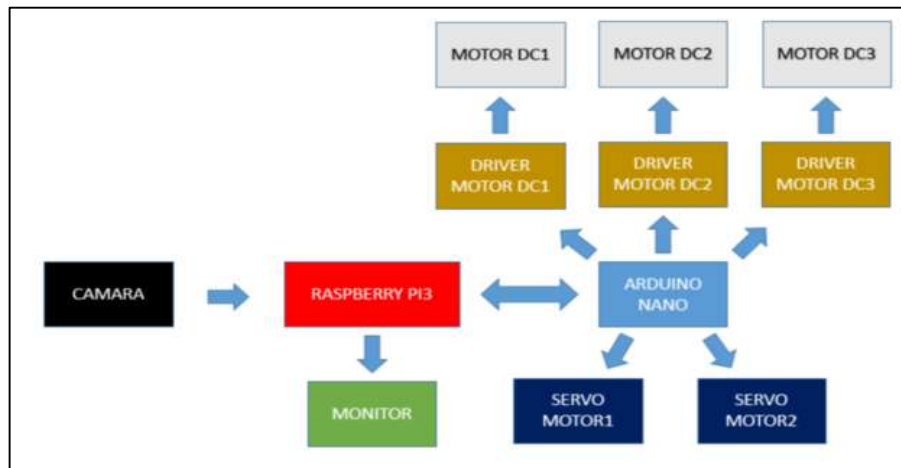 MOTOR DC1
MOTOR DC2
MOTOR DC3
DRIVER
MOTOR DC1
DRIVER
MOTOR DC2
DRIVER
MOTOR DC3
CAMARA
RASPBERRY PI3
ARDUINO
NANO
MONITOR
SERVO
MOTOR1
SERVO
MOTOR2